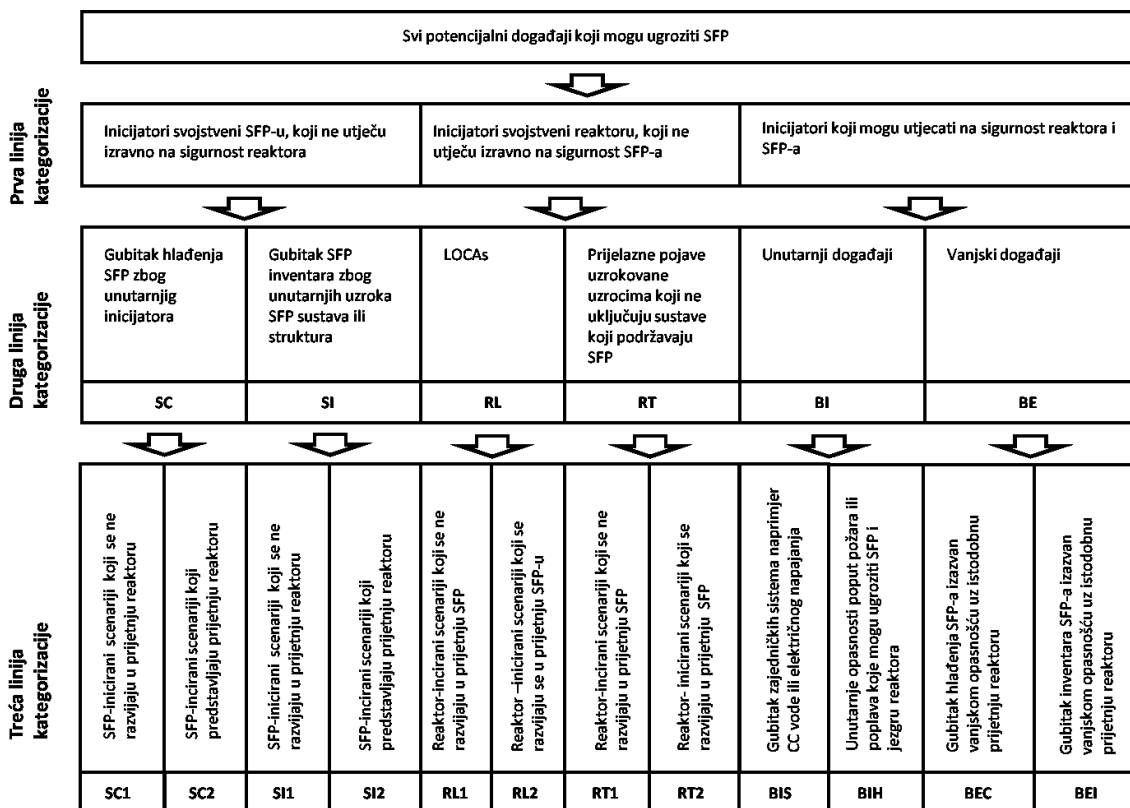 Svi potencijalni događaji koji mogu ugroziti SFP
Prva linija
kategorizacije
Inicijatori svojstveni SFP-u, koji ne utječu
izravno na sigurnost reaktora
Inicijatori svojstveni reaktoru, koji ne
utječu izravno na sigurnost SFP-a
Inicijatori koji mogu utjecati na sigurnost reaktora i
SFP-a
Druga linija
kategorizacije
Gubitak hlađenja
SFP zbog
unutarnjig
inicijatora
Gubitak SFP
inventara zbog
unutarnjih uzroka
SFP sustava ili
struktura
LOCAs
Prijelazne pojave
uzrokovane
uzrocima koji ne
uključuju sustave
koji podržavaju
SFP
Unutarnji događaji
Vanjski događaji
SC
SI
RL
RT
BI
BE
Treća linija
kategorizacije
SFP-inicirani scenariji koji se ne
razvijaju u prijetnju reaktoru
SFP-inicirani scenariji koji
predstavljaju prijetnju reaktoru
SFP-inicirani scenariji koji se ne
razvijaju u prijetnju reaktoru
SFP-incirani scenariji koji
predstavljaju prijetnju reaktoru
Reaktor-incirani scenariji koji se ne
razvijaju u prijetnju SFP
Reaktor –inicirani scenariji koji se
razvijaju se u prijetnju SFP-u
Reaktor-incirani scenariji koji se ne
razvijaju u prijetnju SFP
Reaktor- inicirani scenariji koji se
razvijaju u prijetnju SFP
Gubitak zajedničkih sistema naprimjer
CC vode ili električnog napajanja
Unutarnje opasnosti poput požara ili
poplava koje mogu ugroziti SFP i
jezgru reaktora
Gubitak hlađenja SFP-a izazvan
vanjskom opasnošću uz istodobnu
prijetnju reaktoru
Gubitak inventara SFP-a izazvan
vanjskom opasnošću uz istodobnu
prijetnju reaktoru
SC1
SC2
SI1
SI2
RL1
RL2
RT1
RT2
BIS
BIH
BEC
BEI